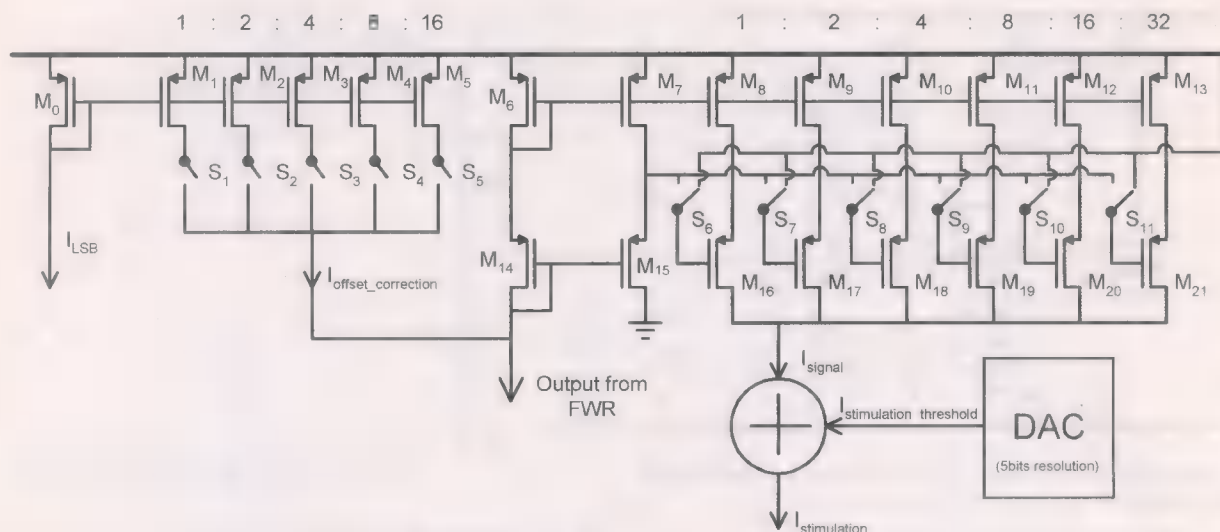 1 : 2 : 4 : 8 : 16
1 : 2 : 4 : 8 : 16 : 32
M0 M1 M2 M3 M4 M5 M6 M7 M8 M9 M10 M11 M12 M13
S1 S2 S3 S4 S5
S6 S7 S8 S9 S10 S11
ILSB
M14 M15 M16 M17 M18 M19 M20 M21
Ioffset_correction
Output from
FWR
Isignal
Istimulation threshold
DAC
(5bits resolution)
Istimulation